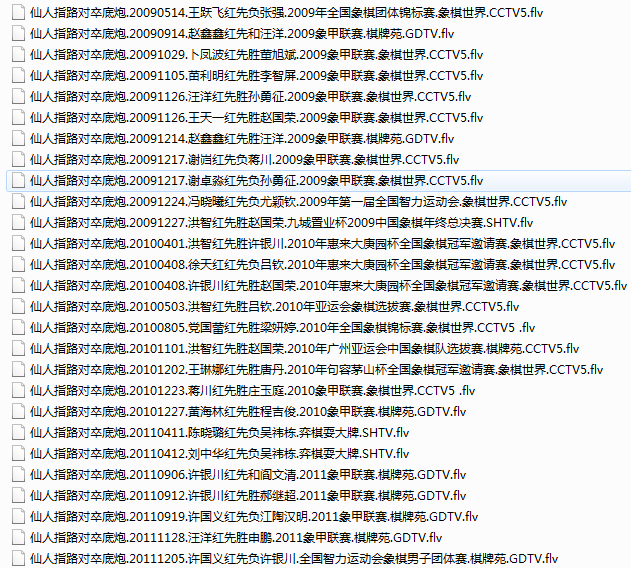 仙人指路对卒底炮.20090514.王跃飞红先负张强.2009年全国象棋团体锦标赛.象棋世界.CCTV5.flv
仙人指路对卒底炮.20090914.赵鑫鑫红先和汪洋.2009象甲联赛.棋牌苑.GDTV.flv
仙人指路对卒底炮.20091029.卜凤波红先胜董旭斌.2009象甲联赛.象棋世界.CCTV5.flv
仙人指路对卒底炮.20091105.苗利明红先胜李智屏.2009象甲联赛.象棋世界.CCTV5.flv
仙人指路对卒底炮.20091126.汪洋红先胜孙勇征.2009象甲联赛.象棋世界.CCTV5.flv
仙人指路对卒底炮.20091126.王天一红先胜赵国荣.2009象甲联赛.象棋世界.CCTV5.flv
仙人指路对卒底炮.20091214.赵鑫鑫红先胜汪洋.2009象甲联赛.棋牌苑.GDTV.flv
仙人指路对卒底炮.20091217.谢岿红先负蒋川.2009象甲联赛.象棋世界.CCTV5.flv
仙人指路对卒底炮.20091217.谢卓淼红先负孙勇征.2009象甲联赛.象棋世界.CCTV5.flv
仙人指路对卒底炮.20091224.冯晓曦红先负尤颖钦.2009年第一届全国智力运动会.象棋世界.CCTV5.flv
仙人指路对卒底炮.20091227.洪智红先胜赵国荣.九城置业杯2009中国象棋年终总决赛.SHTV.flv
仙人指路对卒底炮.20100401.洪智红先胜许银川.2010年惠来大庚园杯全国象棋冠军邀请赛.象棋世界.CCTV5.flv
仙人指路对卒底炮.20100408.徐天红红先负吕钦.2010年惠来大庚园杯全国象棋冠军邀请赛.象棋世界.CCTV5.flv
仙人指路对卒底炮.20100408.许银川红先胜赵国荣.2010年惠来大庚园杯全国象棋冠军邀请赛.象棋世界.CCTV5.flv
仙人指路对卒底炮.20100503.洪智红先胜吕钦.2010年亚运会象棋选拔赛.象棋世界.CCTV5.flv
仙人指路对卒底炮.20100805.党国蕾红先胜梁妍婷.2010年全国象棋锦标赛.象棋世界.CCTV5 .flv
仙人指路对卒底炮.20101101.洪智红先胜赵国荣.2010年广州亚运会中国象棋队选拔赛.棋牌苑.CCTV5.flv
仙人指路对卒底炮.20101202.王琳娜红先胜唐丹.2010年句容茅山杯全国象棋冠军邀请赛.象棋世界.CCTV5.flv
仙人指路对卒底炮.20101223.蒋川红先胜庄玉庭.2010象甲联赛.象棋世界.CCTV5 .flv
仙人指路对卒底炮.20101227.黄海林红先胜程吉俊.2010象甲联赛.棋牌苑.GDTV.flv
仙人指路对卒底炮.20110411.陈晓璐红先负吴祎栋.弈棋耍大牌.SHTV.flv
仙人指路对卒底炮.20110412.刘中华红先负吴祎栋.弈棋耍大牌.SHTV.flv
仙人指路对卒底炮.20110906.许银川红先和阎文清.2011象甲联赛.棋牌苑.GDTV.flv
仙人指路对卒底炮.20110912.许银川红先胜郝继超.2011象甲联赛.棋牌苑.GDTV.flv
仙人指路对卒底炮.20110919.许国义红先负江陶汉明.2011象甲联赛.棋牌苑.GDTV.flv
仙人指路对卒底炮.20111128.汪洋红先胜申鹏.2011象甲联赛.棋牌苑.GDTV.flv
仙人指路对卒底炮.20111205.许国义红先负许银川.全国智力运动会象棋男子团体赛.棋牌苑.GDTV.flv